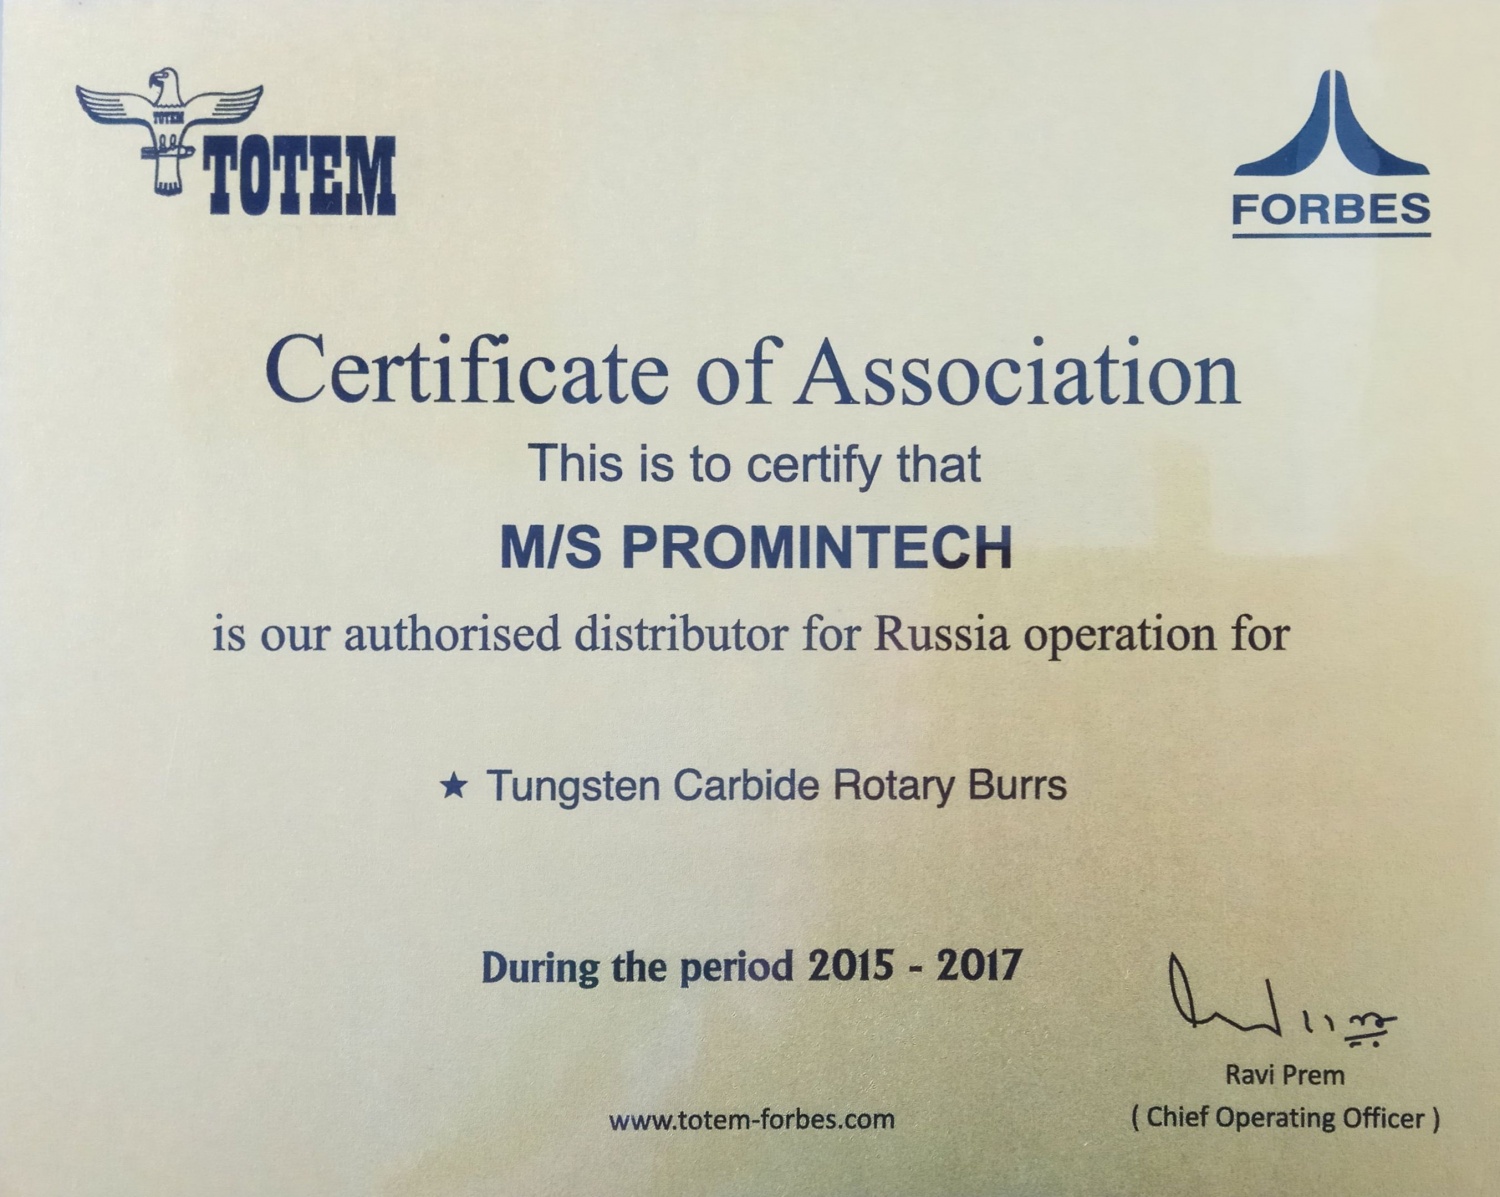 TOTEM
TOTEM
FORBES
Certificate of Association
This is to certify that
M/S PROMINTECH
is our authorised distributor for Russia operation for
★ Tungsten Carbide Rotary Burrs
During the period 2015 - 2017
Ravi Prem
www.totem-forbes.com
( Chief Operating Officer )